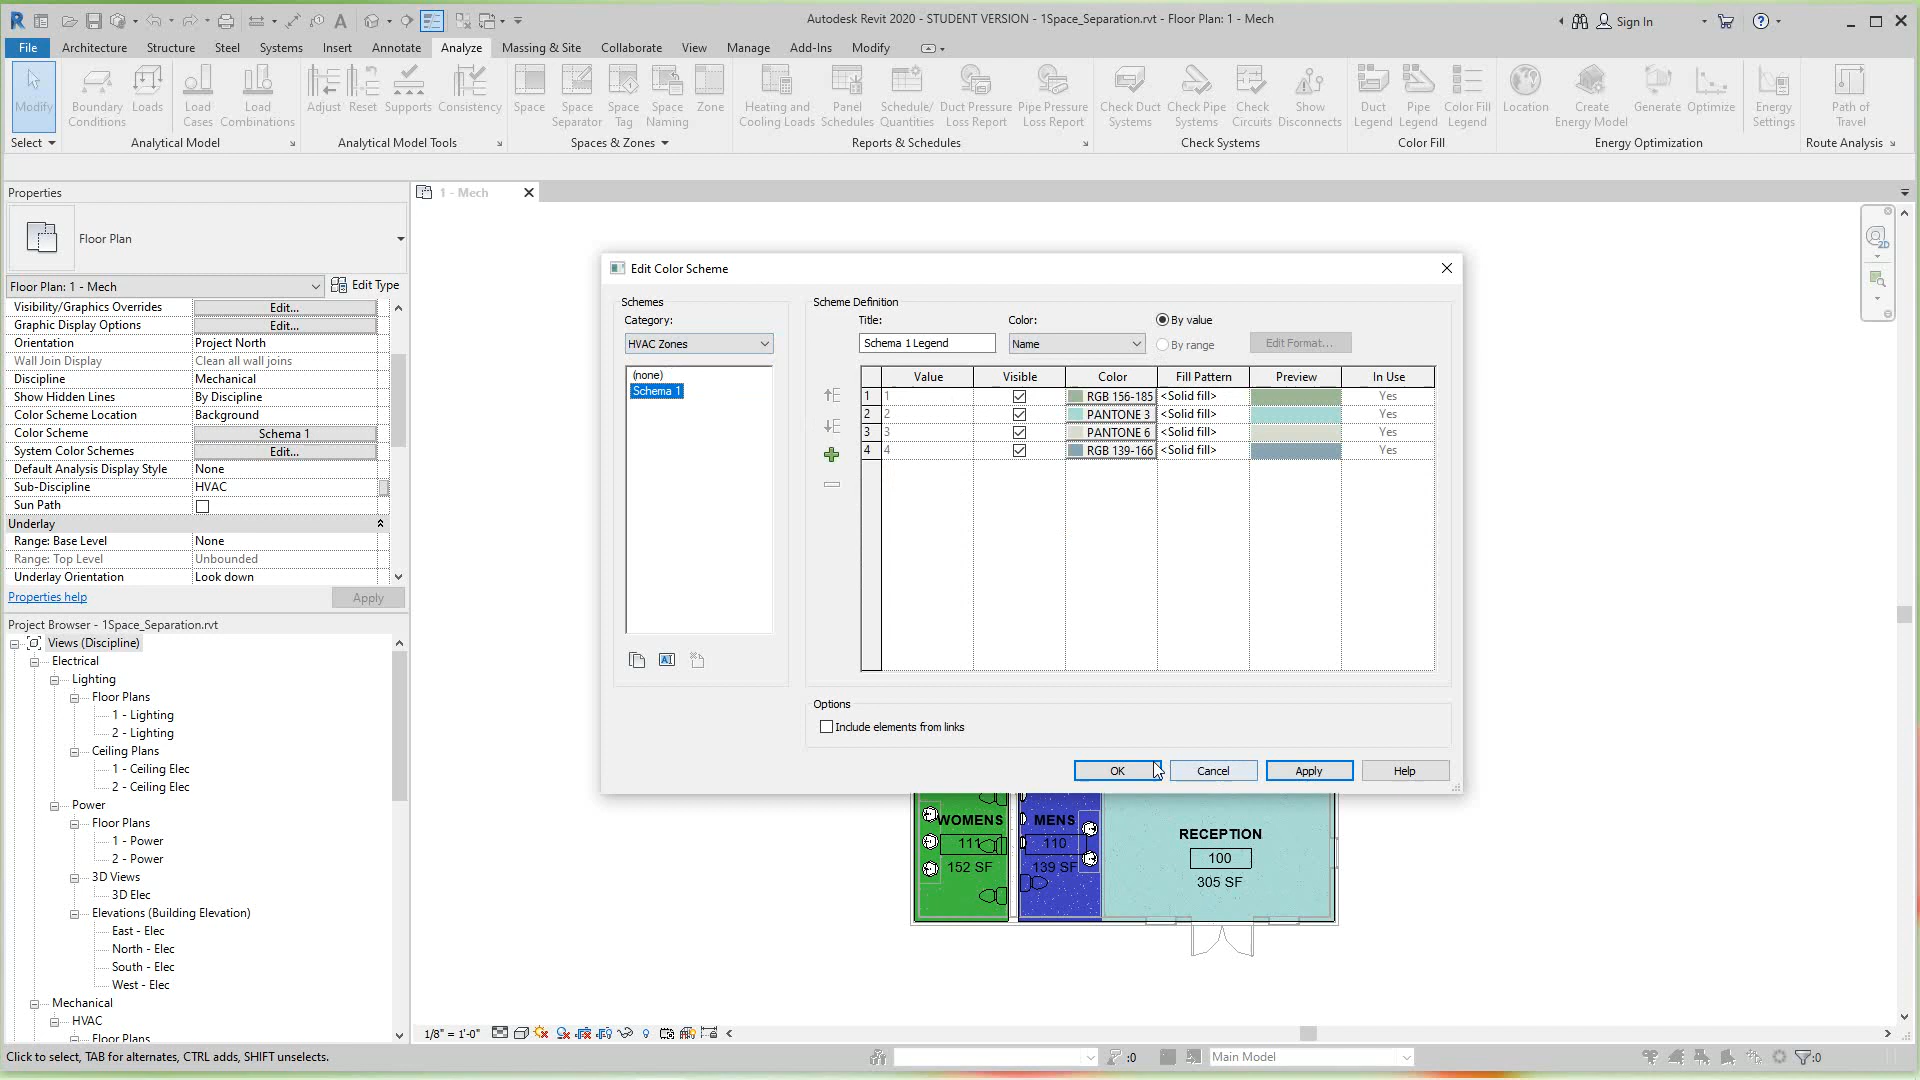 Autodesk Revit 2020 - STUDENT VERSION - 1Space_Separation.rvt - Floor Plan: 1 - Mech
Sign In
File Architecture Structure Steel Systems Insert Annotate Analyze Massing & Site Collaborate View Manage Add-Ins Modify
Modify
Boundary Conditions
Loads
Load Cases
Load Combinations
Adjust
Reset
Supports
Consistency
Space
Space Separator
Space Tag
Space Naming
Zone
Heating and Cooling Loads
Panel Schedules
Schedule/ Quantities
Duct Pressure Loss Report
Pipe Pressure Loss Report
Check Duct Systems
Check Pipe Systems
Check Circuits
Show Disconnects
Duct Legend
Pipe Legend
Color Fill Legend
Location
Create Energy Model
Generate
Optimize
Energy Settings
Path of Travel
Select
Analytical Model
Analytical Model Tools
Spaces & Zones
Reports & Schedules
Check Systems
Color Fill
Energy Optimization
Route Analysis
Properties
1 - Mech
Floor Plan
Floor Plan: 1 - Mech
Edit Type
Visibility/Graphics Overrides Edit...
Graphic Display Options Edit...
Orientation Project North
Wall Join Display Clean all wall joins
Discipline Mechanical
Show Hidden Lines By Discipline
Color Scheme Location Background
Color Scheme Schema 1
System Color Schemes Edit...
Default Analysis Display Style None
Sub-Discipline HVAC
Sun Path
Underlay
Range: Base Level None
Range: Top Level Unbounded
Underlay Orientation Look down
Properties help
Apply
Project Browser - 1Space_Separation.rvt
Views (Discipline)
Electrical
Lighting
Floor Plans
1 - Lighting
2 - Lighting
Ceiling Plans
1 - Ceiling Elec
2 - Ceiling Elec
Power
Floor Plans
1 - Power
2 - Power
3D Views
3D Elec
Elevations (Building Elevation)
East - Elec
North - Elec
South - Elec
West - Elec
Mechanical
HVAC
Floor Plans
Edit Color Scheme
Schemes
Category:
HVAC Zones
(none)
Schema 1
Scheme Definition
Title:
Schema 1 Legend
Color:
Name
By value
By range
Edit Format...
Value Visible Color Fill Pattern Preview In Use
1 1 RGB 156-185 <Solid fill> Yes
2 2 PANTONE 3 <Solid fill> Yes
3 3 PANTONE 6 <Solid fill> Yes
4 4 RGB 139-166 <Solid fill> Yes
Options
Include elements from links
OK
Cancel
Apply
Help
WOMENS
111
152 SF
MENS
110
139 SF
RECEPTION
100
305 SF
2D
1/8" = 1'-0"
Click to select, TAB for alternates, CTRL adds, SHIFT unselects.
:0
Main Model
:0